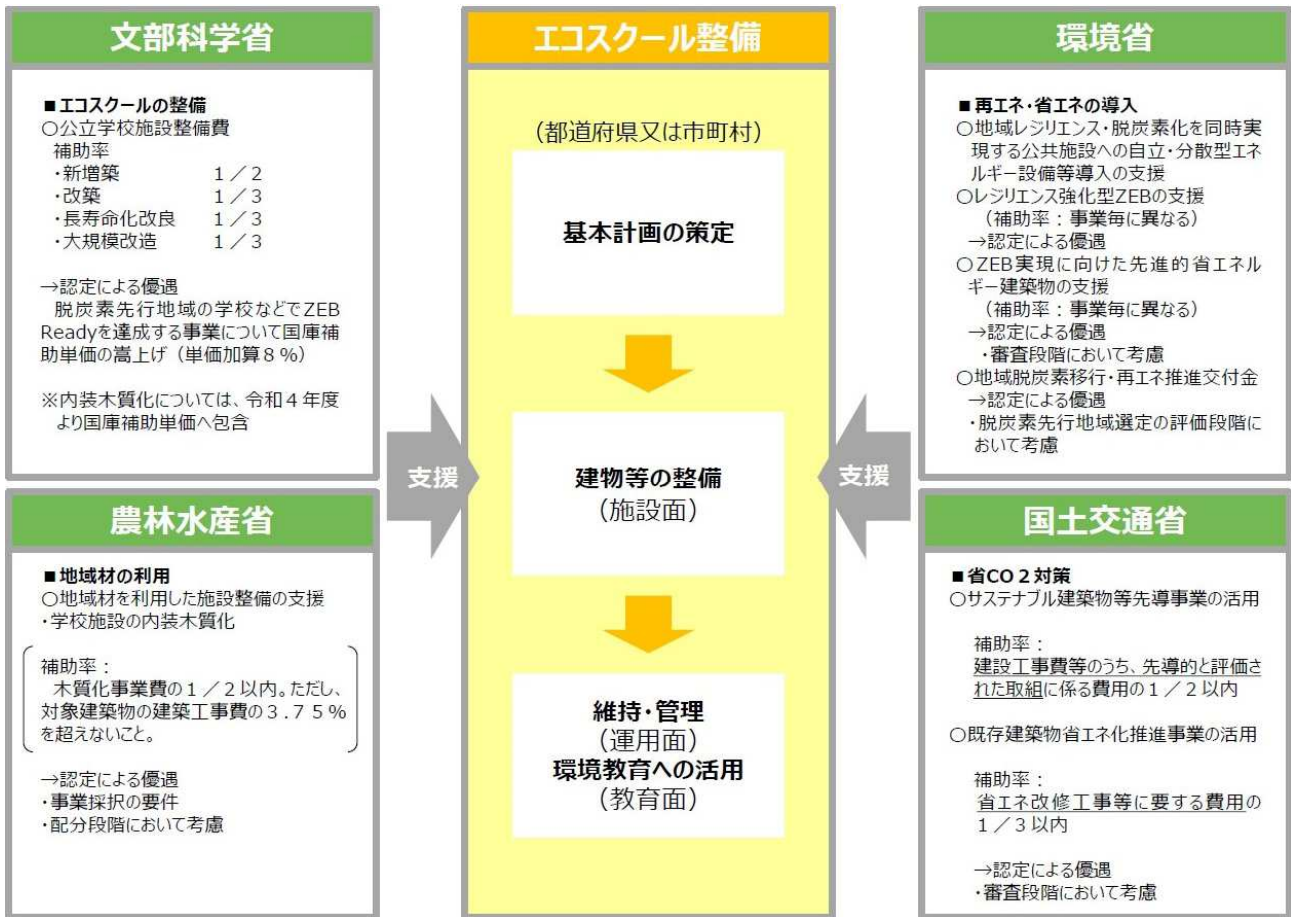 文部科学省
■エコスクールの整備
○公立学校施設整備費
補助率
・新増築 1／2
・改築 1／3
・長寿命化改良 1／3
・大規模改造 1／3
→認定による優遇
脱炭素先行地域の学校などでZEB
Readyを達成する事業について国庫補
助単価の嵩上げ（単価加算8％）
※内装木質化については、令和4年度
より国庫補助単価へ包含
農林水産省
■地域材の利用
○地域材を利用した施設整備の支援
・学校施設の内装木質化
補助率：
木質化事業費の1／2以内。ただし、
対象建築物の建築工事費の3.75％
を超えないこと。
→認定による優遇
・事業採択の要件
・配分段階において考慮
支援
エコスクール整備
（都道府県又は市町村）
基本計画の策定
建物等の整備
（施設面）
維持・管理
（運用面）
環境教育への活用
（教育面）
支援
環境省
■再エネ・省エネの導入
○地域レジリエンス・脱炭素化を同時実
現する公共施設への自立・分散型エネ
ルギー設備等導入の支援
○レジリエンス強化型ZEBの支援
（補助率：事業毎に異なる）
→認定による優遇
○ZEB実現に向けた先進的省エネル
ギー建築物の支援
（補助率：事業毎に異なる）
→認定による優遇
・審査段階において考慮
○地域脱炭素移行・再エネ推進交付金
→認定による優遇
・脱炭素先行地域選定の評価段階に
おいて考慮
国土交通省
■省CO2対策
○サステナブル建築物等先導事業の活用
補助率：
建設工事費等のうち、先導的と評価さ
れた取組に係る費用の1／2以内
○既存建築物省エネ化推進事業の活用
補助率：
省エネ改修工事等に要する費用の
1／3以内
→認定による優遇
・審査段階において考慮